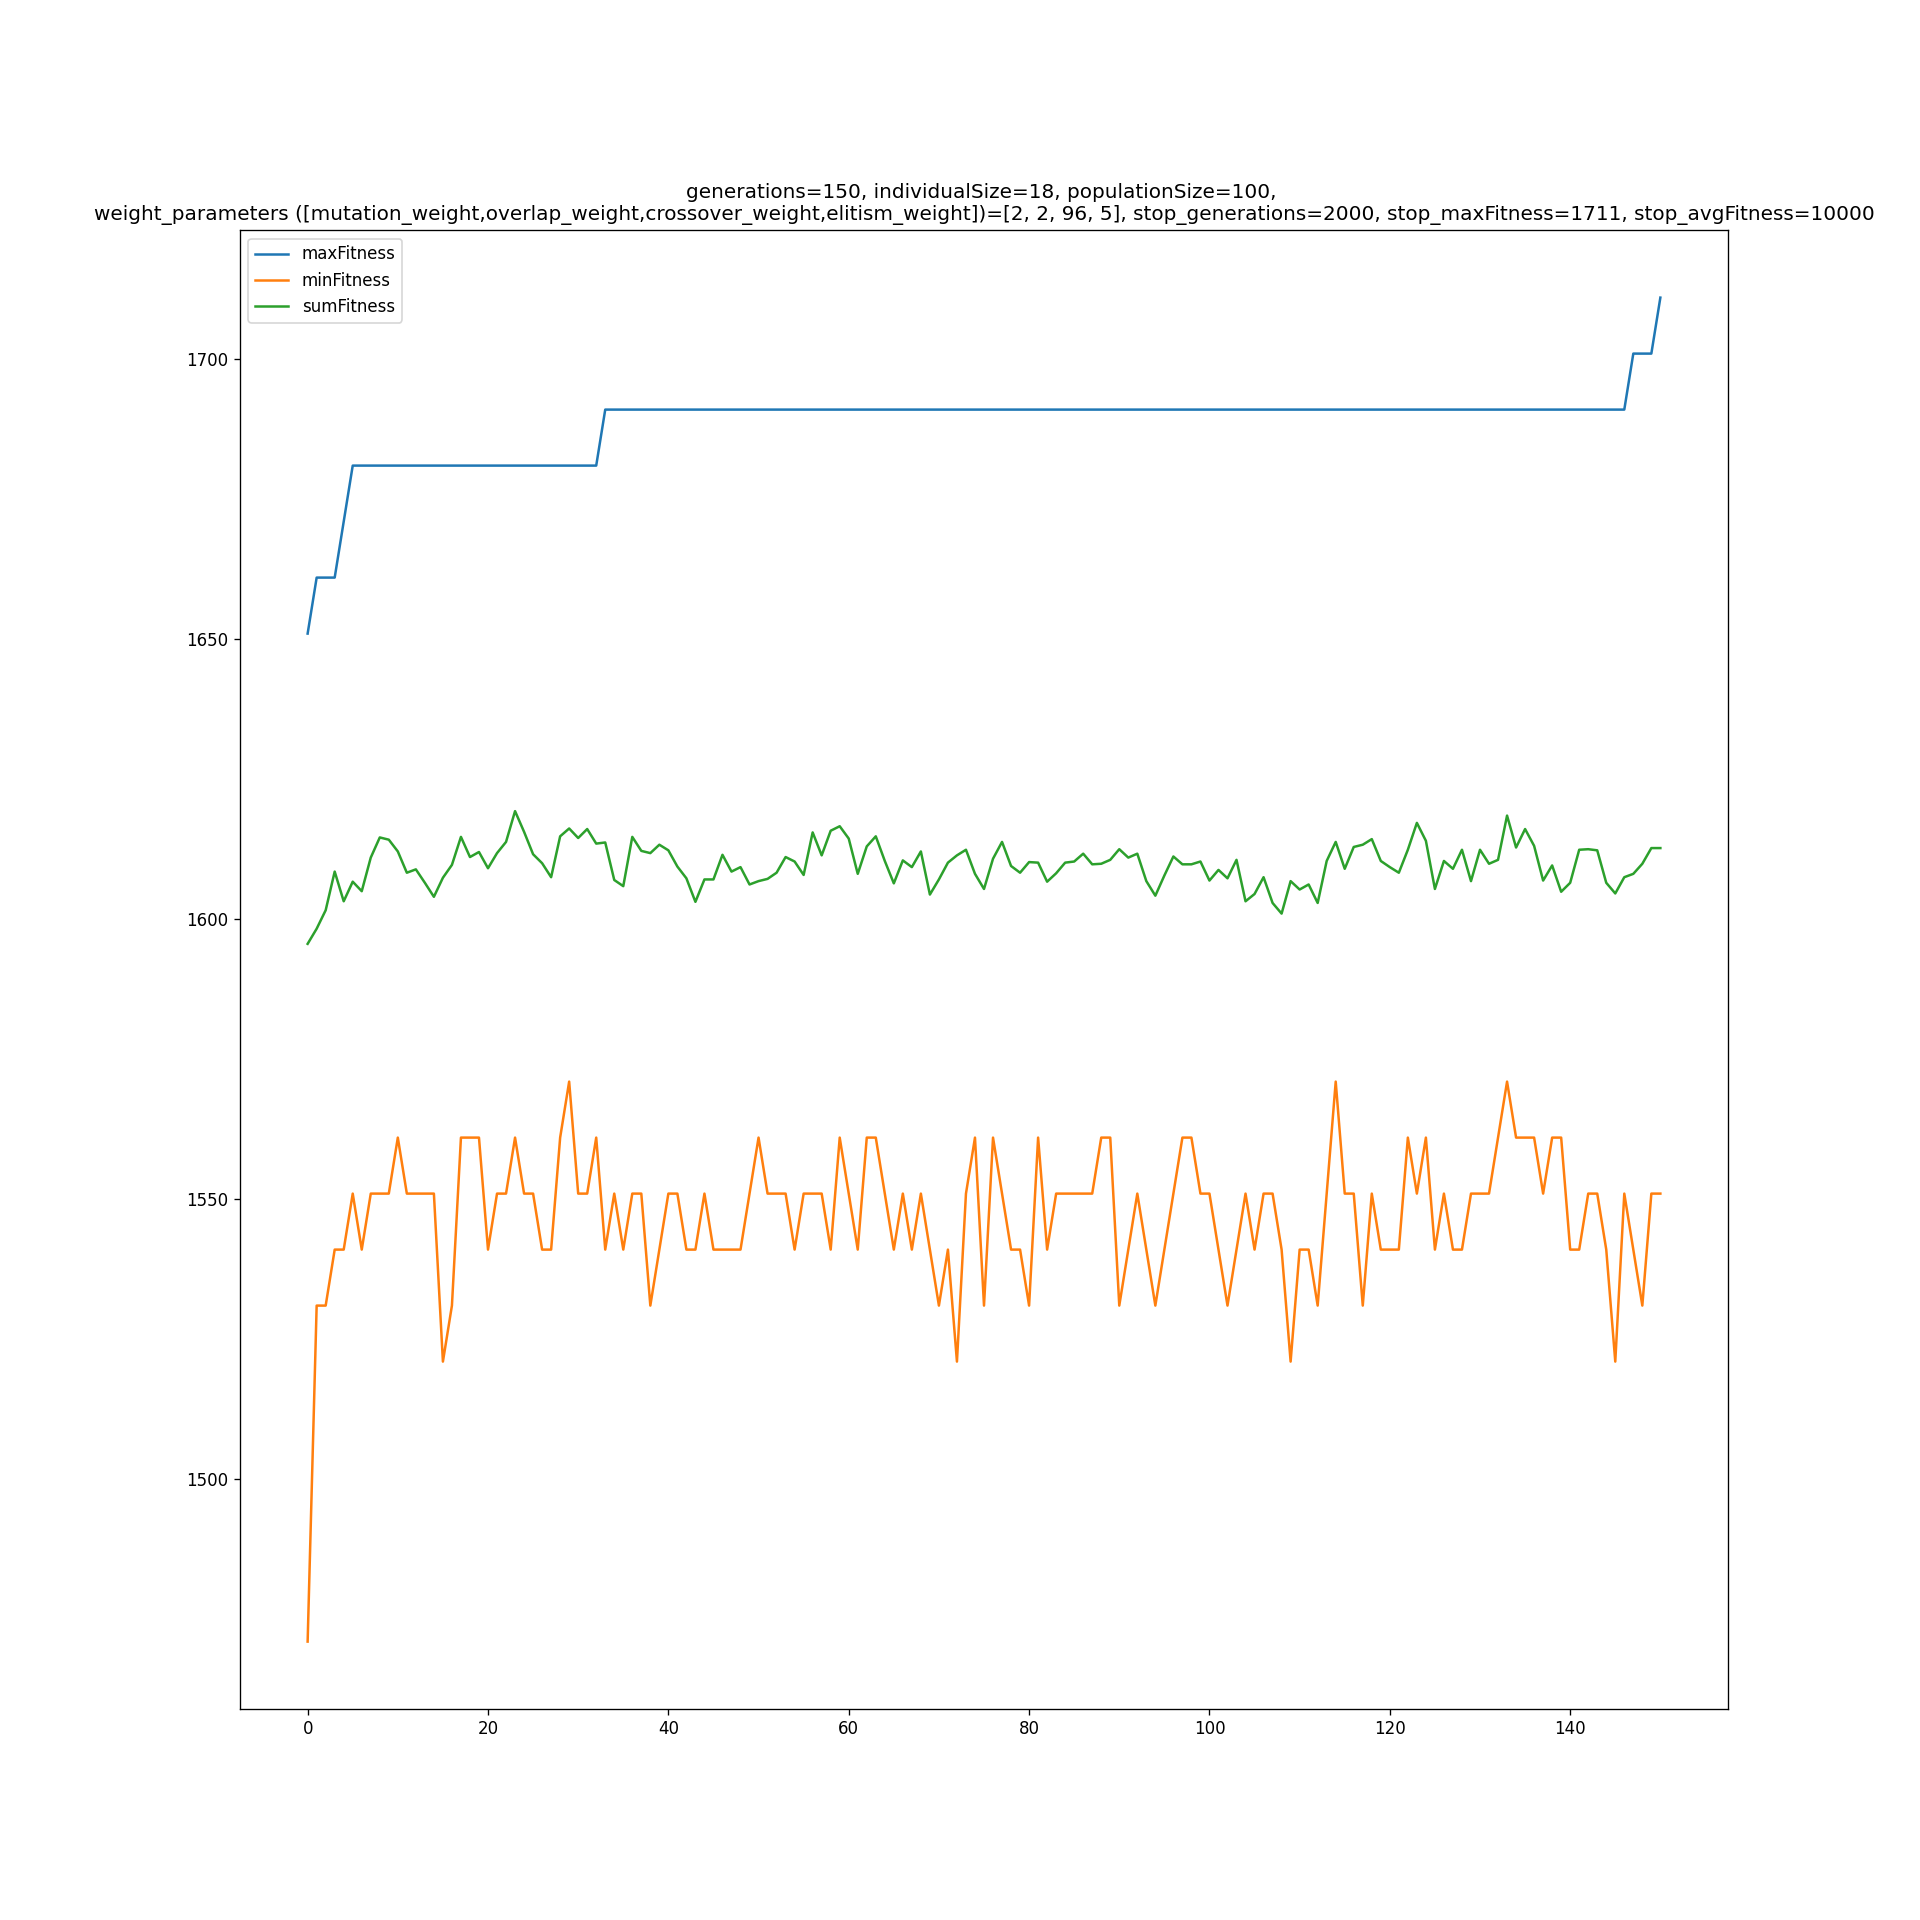 generations=150, individualSize=18, populationSize=100,
weight_parameters ([mutation_weight,overlap_weight,crossover_weight,elitism_weight])=[2, 2, 96, 5], stop_generations=2000, stop_maxFitness=1711, stop_avgFitness=10000
maxFitness
minFitness
sumFitness
1700
1650
1600
1550
1500
0 20 40 60 80 100 120 140